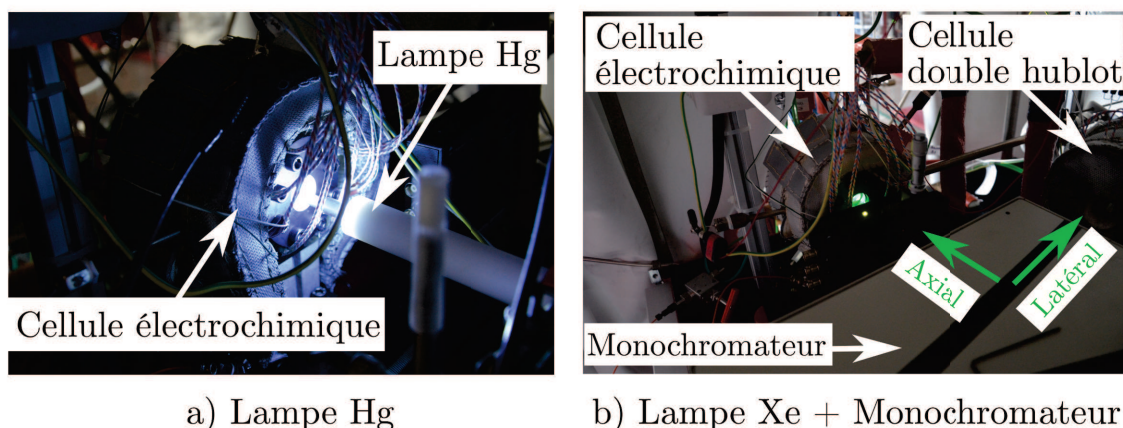 Lampe Hg
Cellule électrochimique
a) Lampe Hg
Cellule
électrochimique
Cellule
double hublot
Axial
Latéral
Monochromateur
b) Lampe Xe + Monochromateur